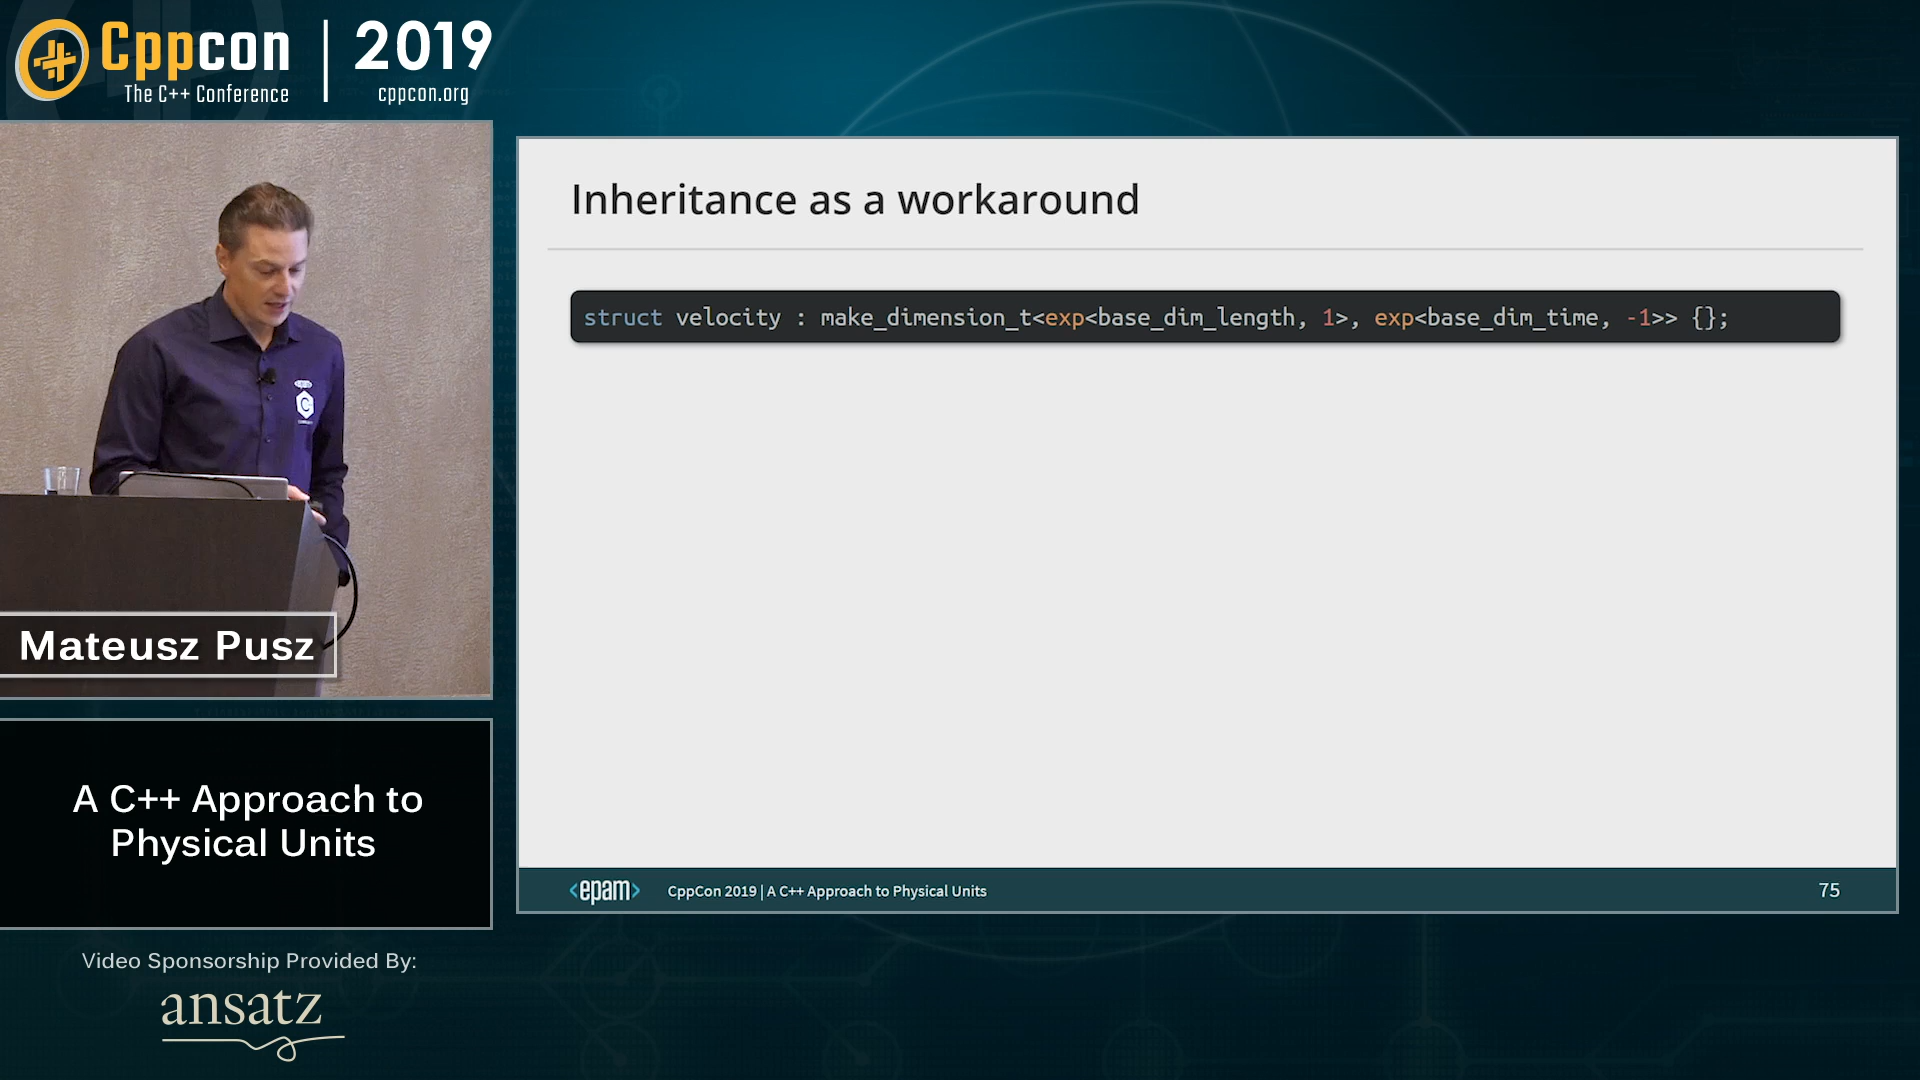 Cppcon
The C++ Conference
2019
cppcon.org
Mateusz Pusz
A C++ Approach to
Physical Units
Video Sponsorship Provided By:
ansatz
Inheritance as a workaround
struct velocity : make_dimension_t<exp<base_dim_length, 1>, exp<base_dim_time, -1>> {};
<epam>
CppCon 2019 | A C++ Approach to Physical Units
75